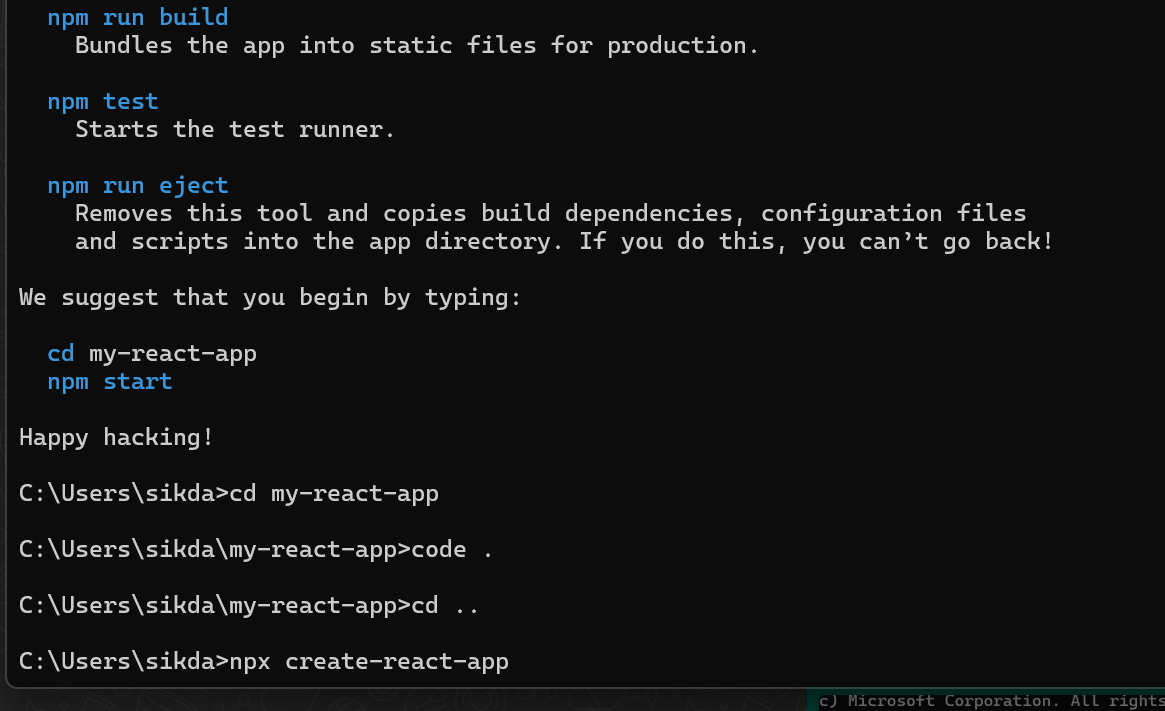 npm run build
Bundles the app into static files for production.
npm test
Starts the test runner.
npm run eject
Removes this tool and copies build dependencies, configuration files
and scripts into the app directory. If you do this, you can’t go back!
We suggest that you begin by typing:
cd my-react-app
npm start
Happy hacking!
C:\Users\sikda>cd my-react-app
C:\Users\sikda\my-react-app>code .
C:\Users\sikda\my-react-app>cd ..
C:\Users\sikda>npx create-react-app
c) Microsoft Corporation. All rights